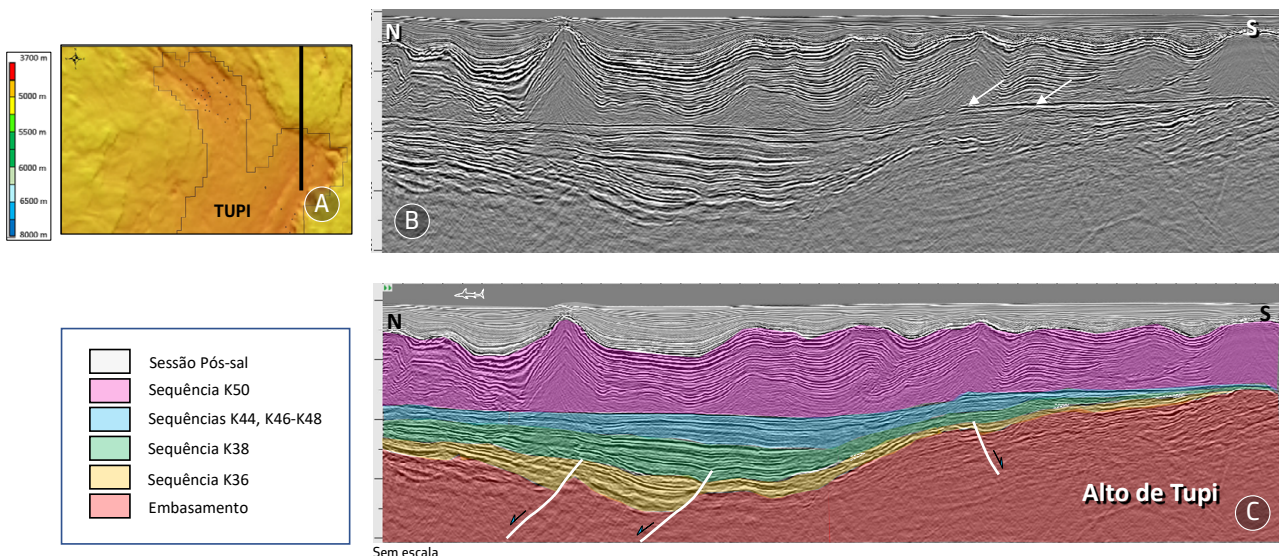 3700 m
5000 m
5500 m
6000 m
6500 m
8000 m
TUPI
A
N
S
B
N
S
Alto de Tupi
C
Sessão Pós-sal
Sequência K50
Sequências K44, K46-K48
Sequência K38
Sequência K36
Embasamento
Sem escala